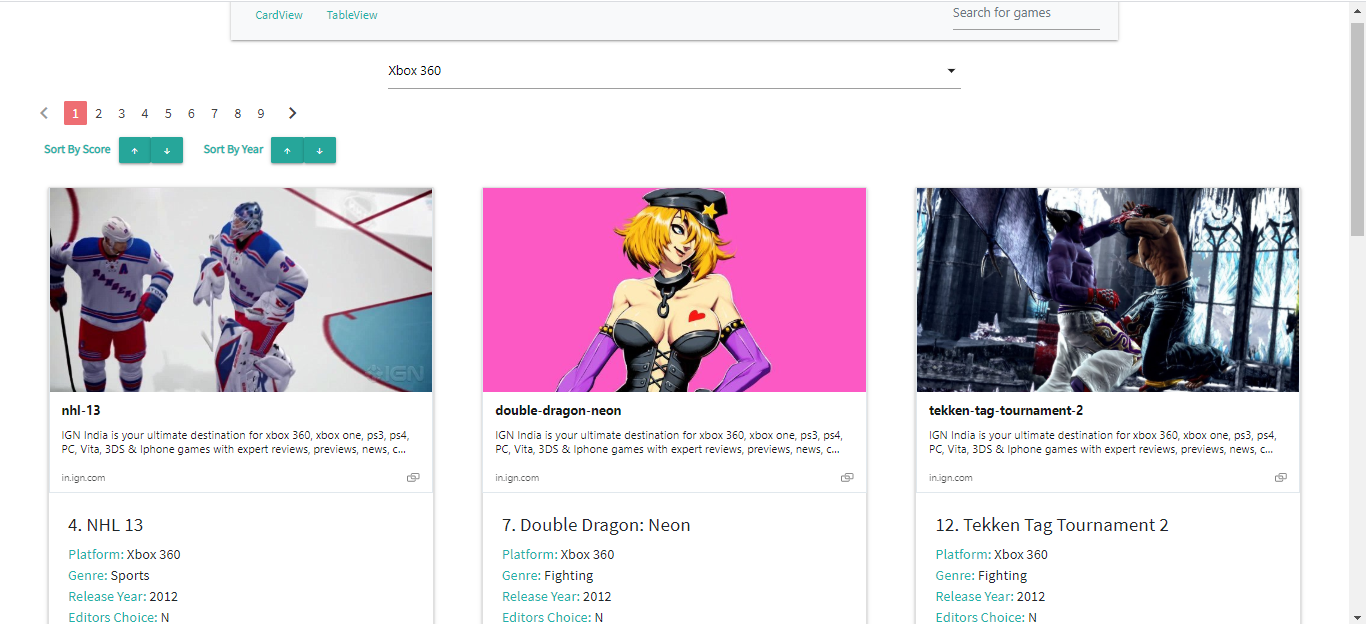 CardView TableView Search for games
Xbox 360
1 2 3 4 5 6 7 8 9
Sort By Score Sort By Year
RANGERS A 30
IGN
nhl-13 double-dragon-neon tekken-tag-tournament-2
IGN India is your ultimate destination for xbox 360, xbox one, ps3, ps4, IGN India is your ultimate destination for xbox 360, xbox one, ps3, ps4, IGN India is your ultimate destination for xbox 360, xbox one, ps3, ps4,
PC, Vita, 3DS & Iphone games with expert reviews, previews, news, c... PC, Vita, 3DS & Iphone games with expert reviews, previews, news, c... PC, Vita, 3DS & Iphone games with expert reviews, previews, news, c...
in.ign.com in.ign.com in.ign.com
4. NHL 13 7. Double Dragon: Neon 12. Tekken Tag Tournament 2
Platform: Xbox 360 Platform: Xbox 360 Platform: Xbox 360
Genre: Sports Genre: Fighting Genre: Fighting
Release Year: 2012 Release Year: 2012 Release Year: 2012
Editors Choice: N Editors Choice: N Editors Choice: N